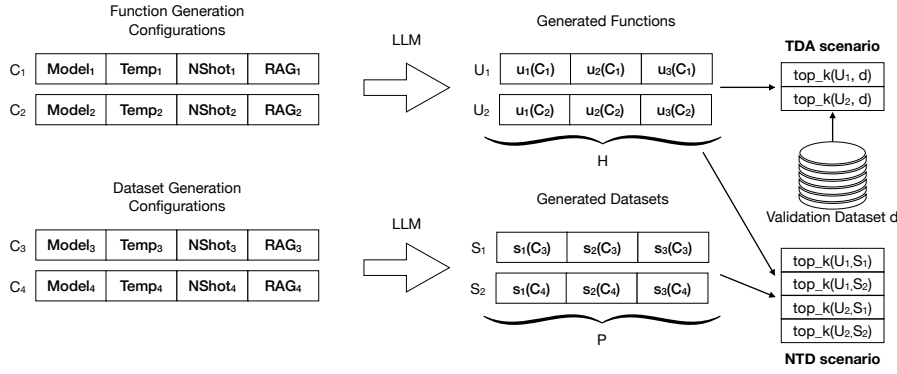 Function Generation
Configurations
C₁ Model₁ Temp₁ NShot₁ RAG₁
C₂ Model₂ Temp₂ NShot₂ RAG₂
LLM
Generated Functions
U₁ u₁(C₁) u₂(C₁) u₃(C₁)
U₂ u₁(C₂) u₂(C₂) u₃(C₂)
H
TDA scenario
top_k(U₁, d)
top_k(U₂, d)
Validation Dataset d
Dataset Generation
Configurations
C₃ Model₃ Temp₃ NShot₃ RAG₃
C₄ Model₄ Temp₄ NShot₄ RAG₄
LLM
Generated Datasets
S₁ s₁(C₃) s₂(C₃) s₃(C₃)
S₂ s₁(C₄) s₂(C₄) s₃(C₄)
P
top_k(U₁,S₁)
top_k(U₁,S₂)
top_k(U₂,S₁)
top_k(U₂,S₂)
NTD scenario